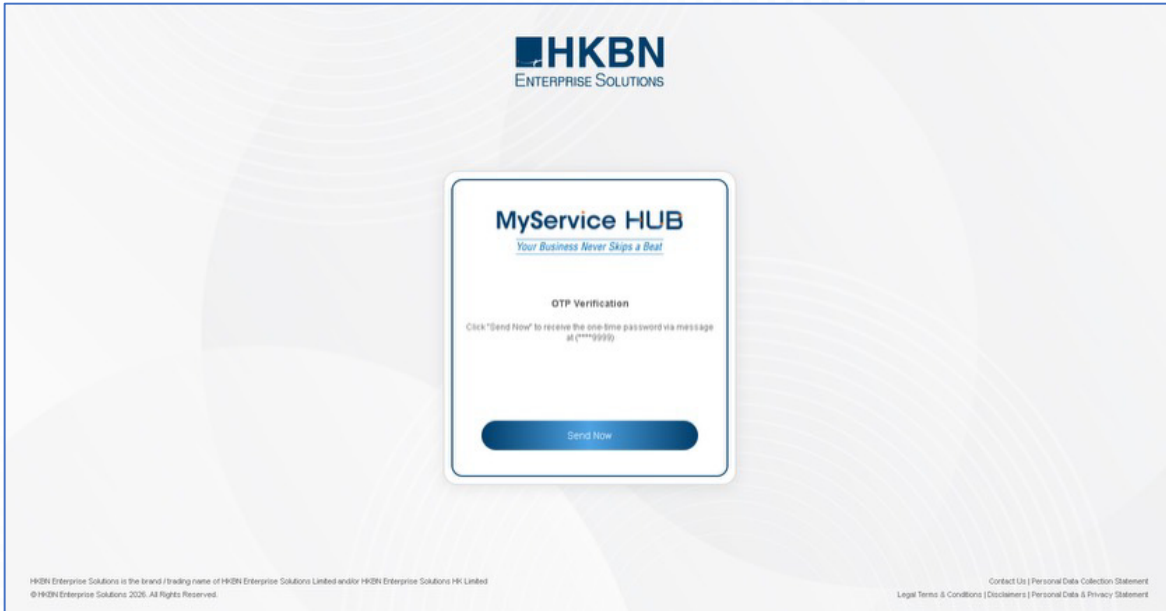 HKBN
ENTERPRISE SOLUTIONS
MyService HUB
Your Business Never Skips a Beat
OTP Verification
Click "Send Now" to receive the one-time password via message
at (****9999)
Send Now
HKBN Enterprise Solutions is the brand / trading name of HKBN Enterprise Solutions Limited and/or HKBN Enterprise Solutions HK Limited
© HKBN Enterprise Solutions 2026. All Rights Reserved.
Contact Us | Personal Data Collection Statement
Legal Terms & Conditions | Disclaimers | Personal Data & Privacy Statement